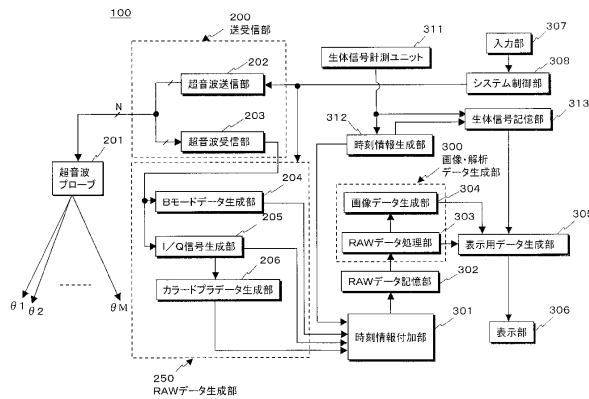 100
200
送受信部
311
生体信号計測ユニット
入力部
307
202
超音波送信部
308
システム制御部
N
203
超音波受信部
312
時刻情報生成部
313
生体信号記憶部
201
超音波
プローブ
300
画像・解析
データ生成部
204
Bモードデータ生成部
304
画像データ生成部
205
I/Q信号生成部
303
RAWデータ処理部
305
表示用データ生成部
206
カラードプラデータ生成部
302
RAWデータ記憶部
θ1
θ2
θM
301
時刻情報付加部
306
表示部
250
RAWデータ生成部